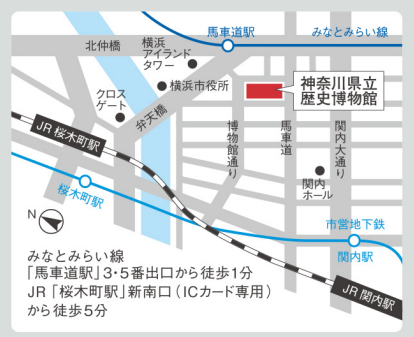 馬車道駅
みなとみらい線
北仲橋
横浜
アイランド
タワー
横浜市役所
クロス
ゲート
弁天橋
神奈川県立
歴史博物館
博物館通り
馬車道
関内大通り
関内
ホール
JR 桜木町駅
桜木町駅
N
市営地下鉄
関内駅
JR 関内駅
みなとみらい線
「馬車道駅」3・5番出口から徒歩1分
JR「桜木町駅」新南口（ICカード専用）
から徒歩5分